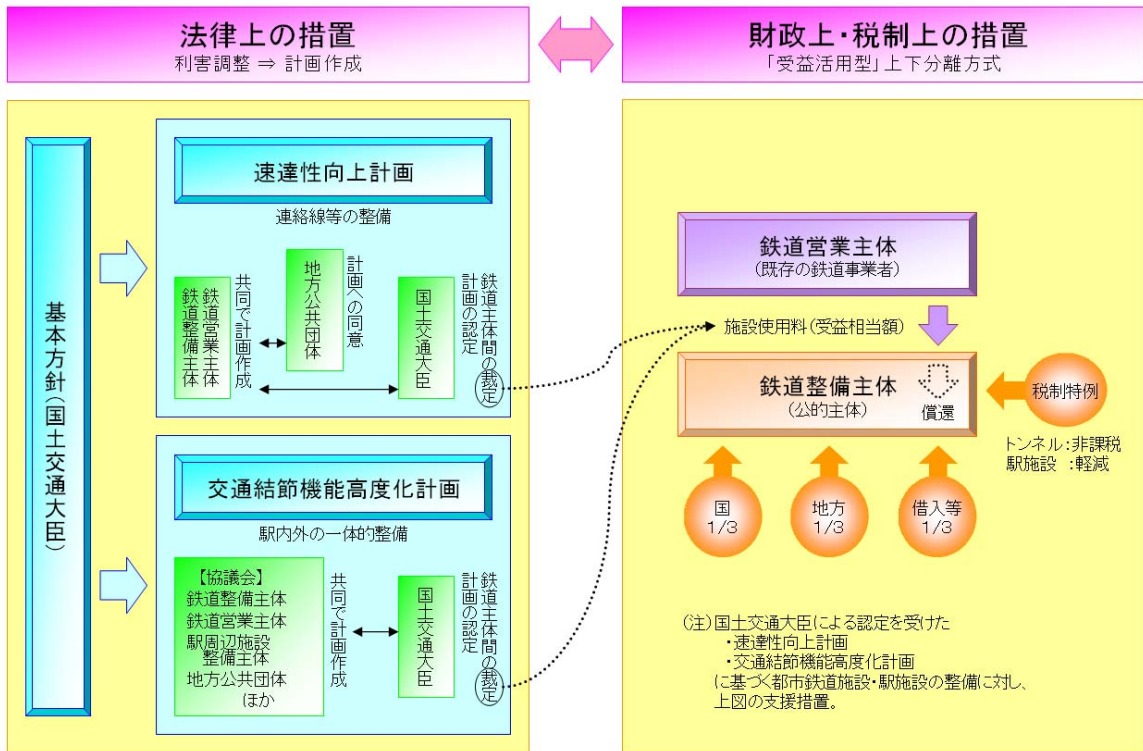 法律上の措置
利害調整 ⇒ 計画作成
財政上・税制上の措置
「受益活用型」上下分離方式
基本方針(国土交通大臣)
速達性向上計画
連絡線等の整備
鉄道営業主体
鉄道整備主体
共同で計画作成
地方公共団体
計画への同意
国土交通大臣
鉄道主体間の裁定
計画の認定
交通結節機能高度化計画
駅内外の一体的整備
【協議会】
鉄道整備主体
鉄道営業主体
駅周辺施設
整備主体
地方公共団体
ほか
共同で計画作成
国土交通大臣
鉄道主体間の裁定
計画の認定
鉄道営業主体
(既存の鉄道事業者)
施設使用料(受益相当額)
鉄道整備主体
(公的主体)
償還
税制特例
トンネル:非課税
駅施設 :軽減
国
1/3
地方
1/3
借入等
1/3
(注)国土交通大臣による認定を受けた
・速達性向上計画
・交通結節機能高度化計画
に基づく都市鉄道施設・駅施設の整備に対し、
上図の支援措置。